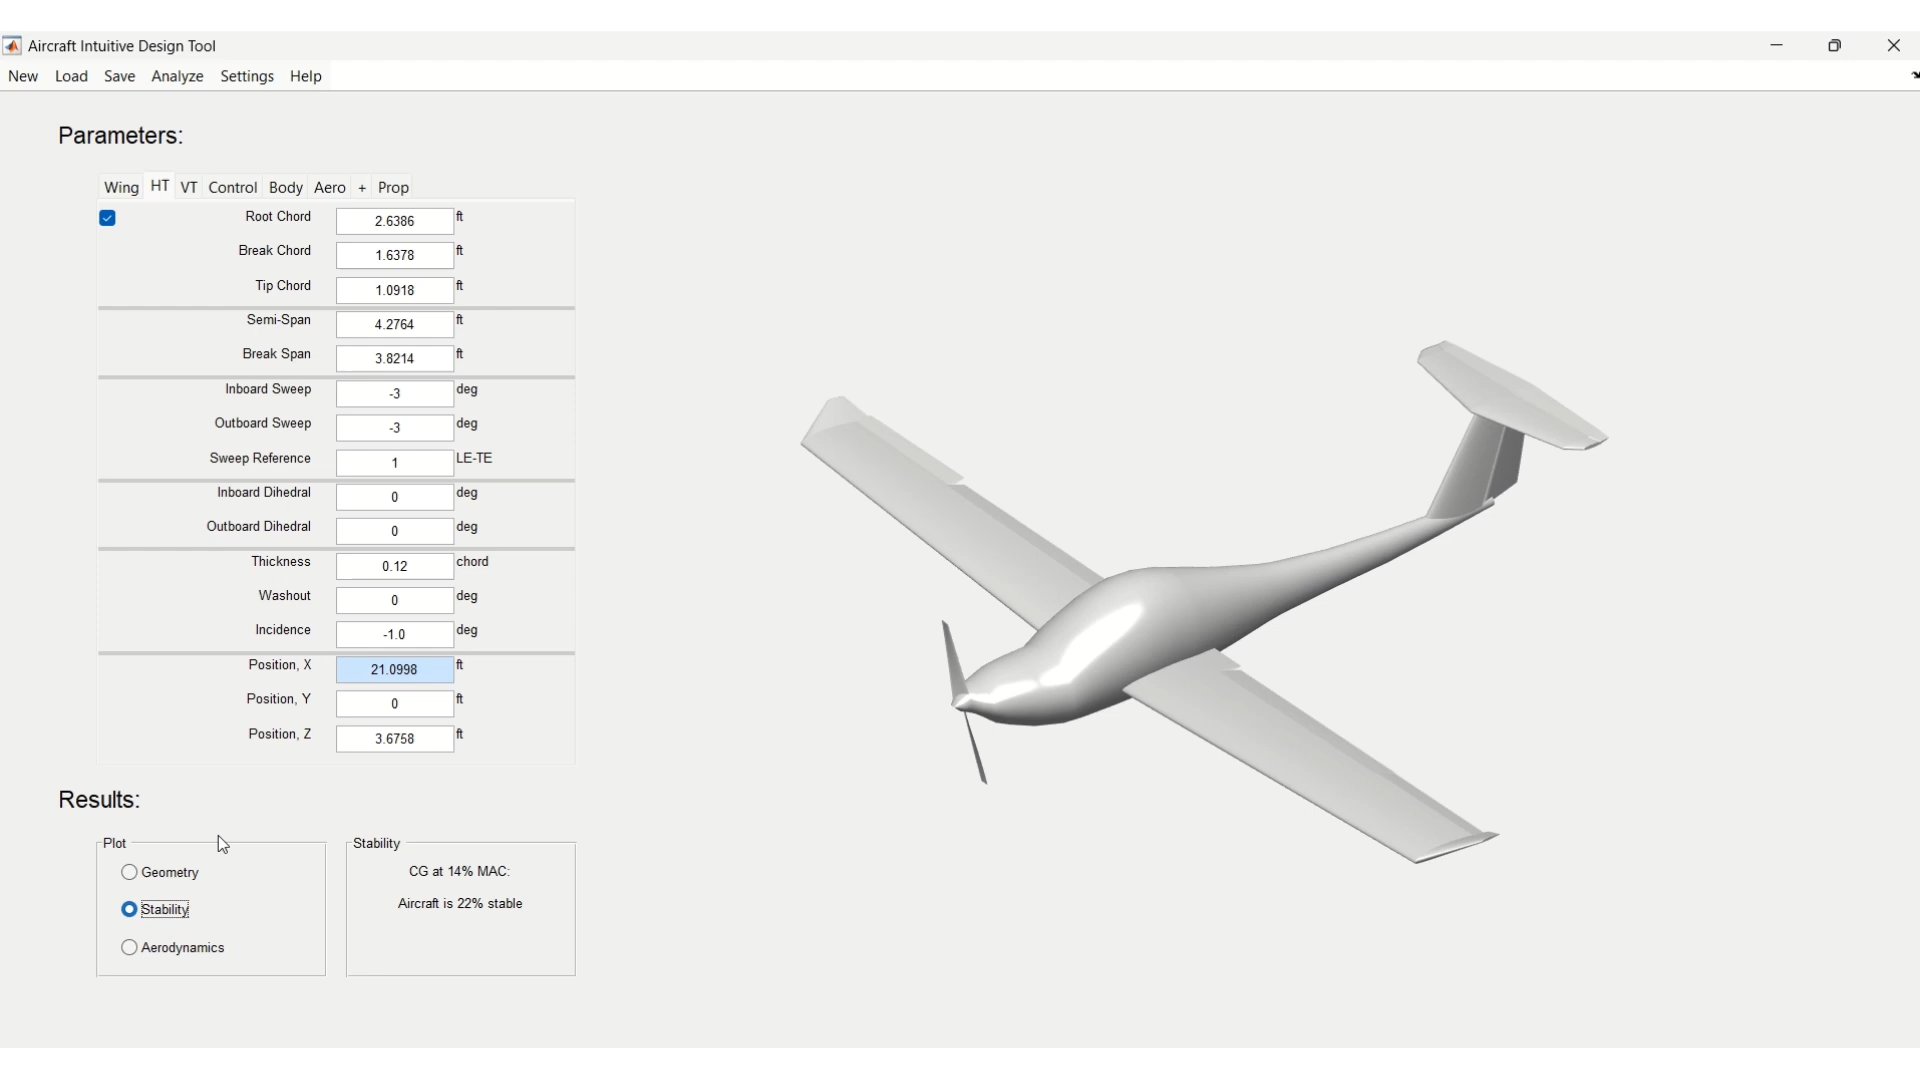 Aircraft Intuitive Design Tool
New Load Save Analyze Settings Help
Parameters:
Wing HT VT Control Body Aero + Prop
Root Chord 2.6386 ft
Break Chord 1.6378 ft
Tip Chord 1.0918 ft
Semi-Span 4.2764 ft
Break Span 3.8214 ft
Inboard Sweep -3 deg
Outboard Sweep -3 deg
Sweep Reference 1 LE-TE
Inboard Dihedral 0 deg
Outboard Dihedral 0 deg
Thickness 0.12 chord
Washout 0 deg
Incidence -1.0 deg
Position, X 21.0998 ft
Position, Y 0 ft
Position, Z 3.6758 ft
Results:
Plot
Geometry
Stability
Aerodynamics
Stability
CG at 14% MAC:
Aircraft is 22% stable